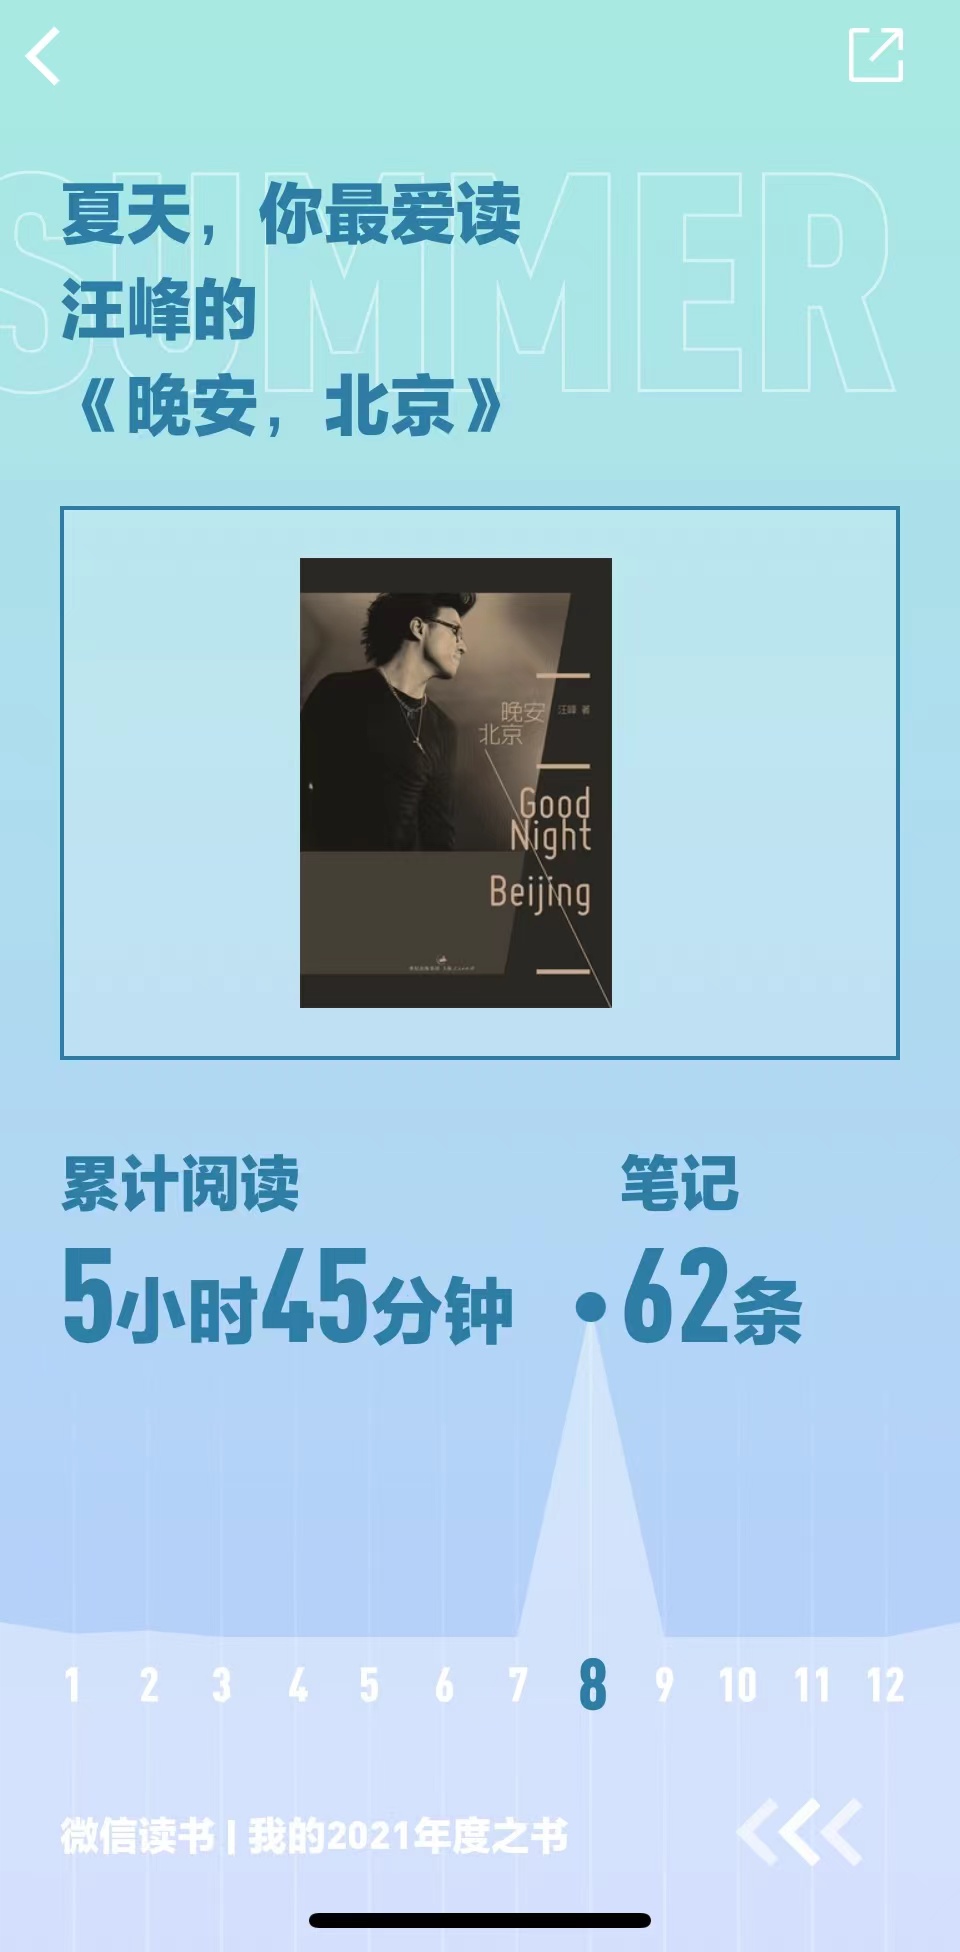 SUMMER
夏天，你最爱读
汪峰的
《晚安，北京》
晚安
北京
汪峰 著
Good
Night
Beijing
累计阅读
笔记
5小时45分钟
62条
1 2 3 4 5 6 7 8 9 10 11 12
微信读书 | 我的2021年度之书